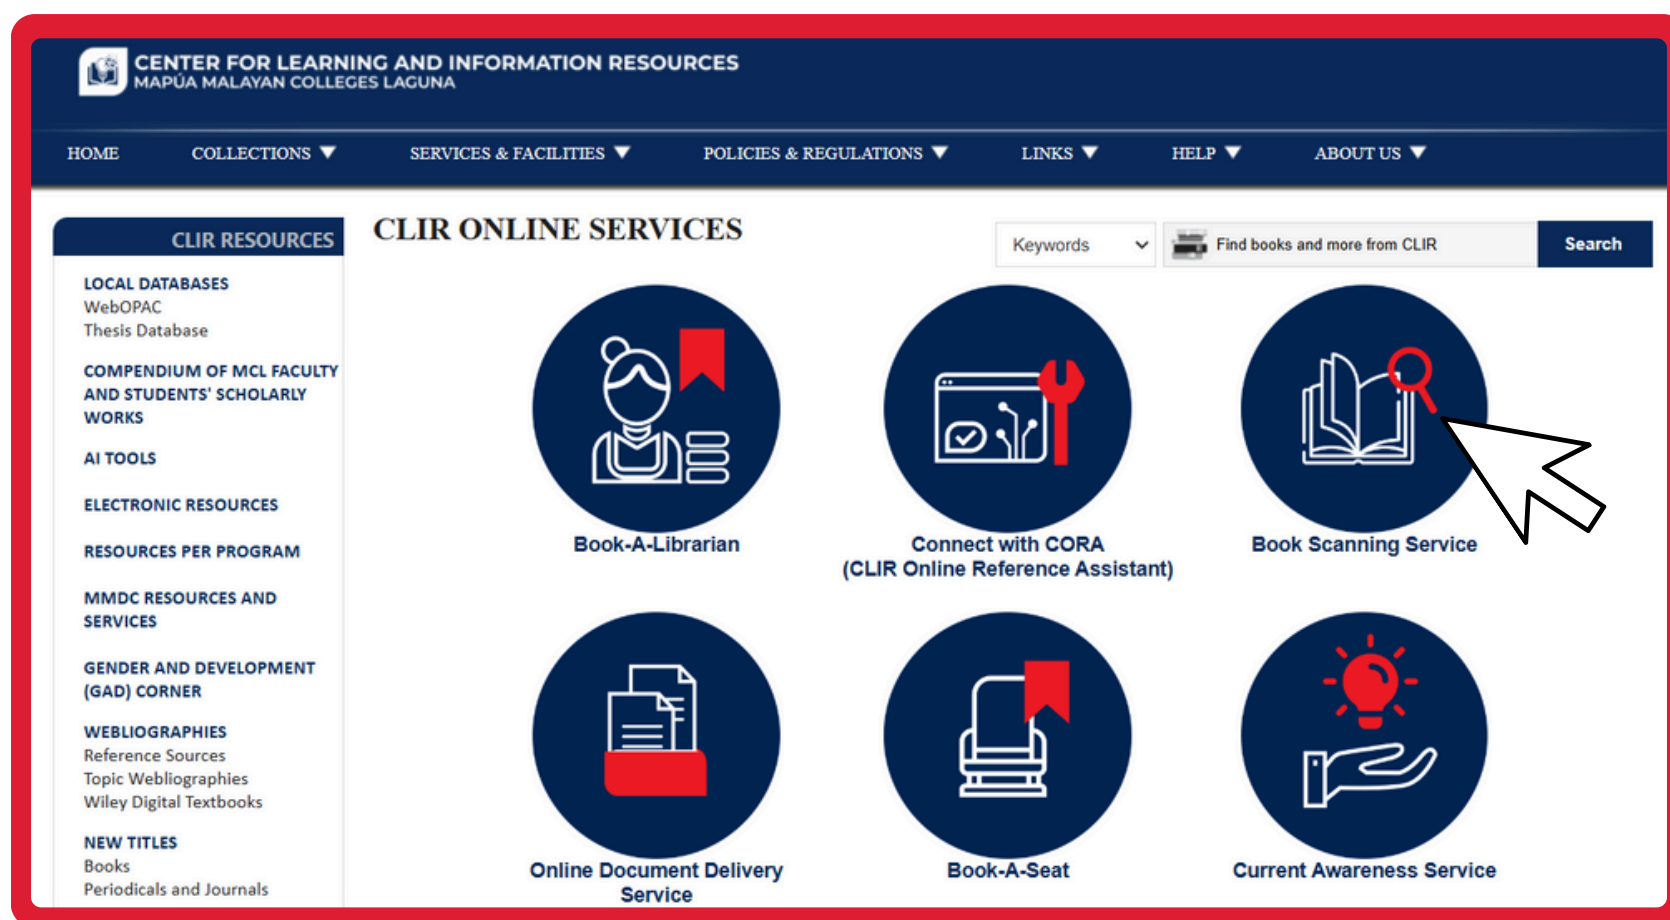 CENTER FOR LEARNING AND INFORMATION RESOURCES
MAPÚA MALAYAN COLLEGES LAGUNA
HOME COLLECTIONS SERVICES & FACILITIES POLICIES & REGULATIONS LINKS HELP ABOUT US
CLIR RESOURCES
LOCAL DATABASES
WebOPAC
Thesis Database
COMPENDIUM OF MCL FACULTY
AND STUDENTS' SCHOLARLY
WORKS
AI TOOLS
ELECTRONIC RESOURCES
RESOURCES PER PROGRAM
MMDC RESOURCES AND
SERVICES
GENDER AND DEVELOPMENT
(GAD) CORNER
WEBLIOGRAPHIES
Reference Sources
Topic Webliographies
Wiley Digital Textbooks
NEW TITLES
Books
Periodicals and Journals
CLIR ONLINE SERVICES
Keywords Find books and more from CLIR Search
Book-A-Librarian
Connect with CORA
(CLIR Online Reference Assistant)
Book Scanning Service
Online Document Delivery
Service
Book-A-Seat
Current Awareness Service